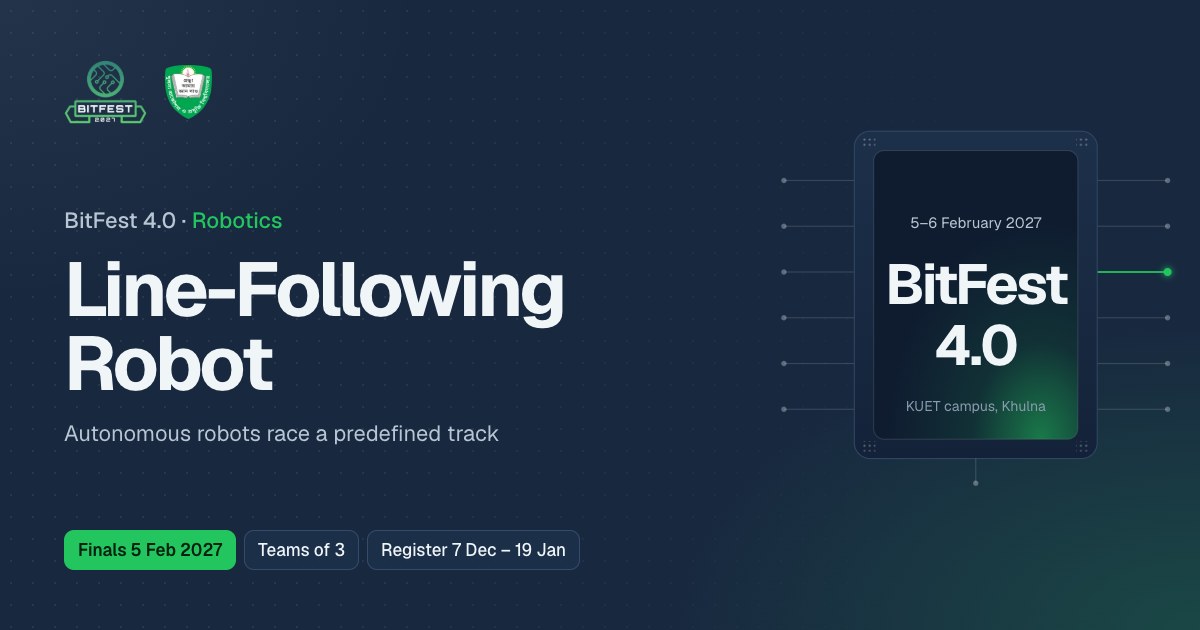 BITFEST
2027
BitFest 4.0 · Robotics
Line-Following
Robot
Autonomous robots race a predefined track
Finals 5 Feb 2027
Teams of 3
Register 7 Dec – 19 Jan
5–6 February 2027
BitFest
4.0
KUET campus, Khulna